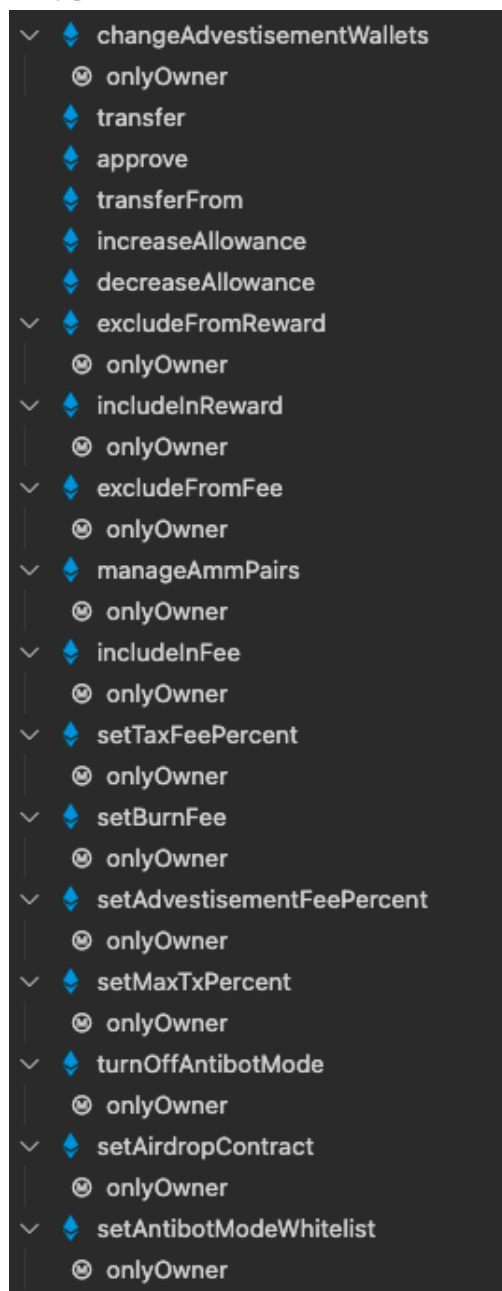 changeAdvestisementWallets
onlyOwner
transfer
approve
transferFrom
increaseAllowance
decreaseAllowance
excludeFromReward
onlyOwner
includeInReward
onlyOwner
excludeFromFee
onlyOwner
manageAmmPairs
onlyOwner
includeInFee
onlyOwner
setTaxFeePercent
onlyOwner
setBurnFee
onlyOwner
setAdvestisementFeePercent
onlyOwner
setMaxTxPercent
onlyOwner
turnOffAntibotMode
onlyOwner
setAirdropContract
onlyOwner
setAntibotModeWhitelist
onlyOwner